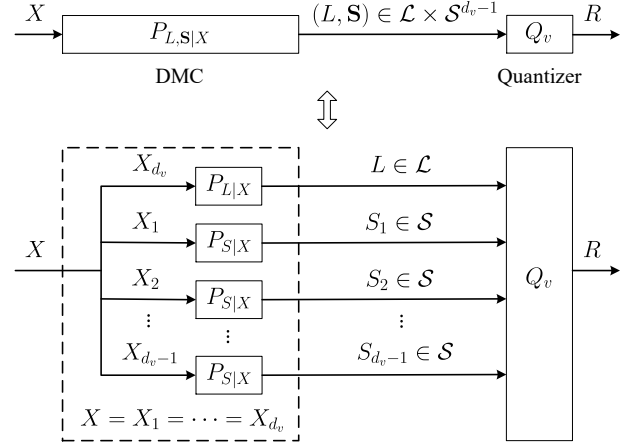 X P_{L,𝐒|X} (L, 𝐒) ∈ 𝓛 × 𝓢^{d_v−1} Q_v R
DMC Quantizer
X_{d_v} P_{L|X} L ∈ 𝓛
X_1 P_{S|X} S_1 ∈ 𝓢
X X_2 P_{S|X} S_2 ∈ 𝓢 Q_v R
⋮ ⋮ ⋮
X_{d_v−1} P_{S|X} S_{d_v−1} ∈ 𝓢
X = X_1 = ⋯ = X_{d_v}